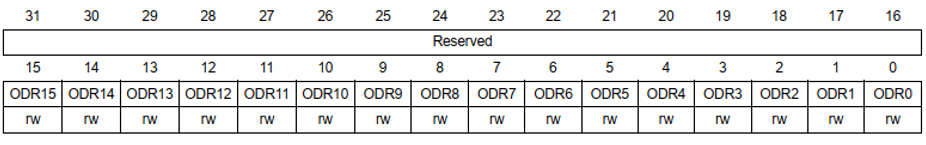 31 30 29 28 27 26 25 24 23 22 21 20 19 18 17 16
Reserved
15 14 13 12 11 10 9 8 7 6 5 4 3 2 1 0
ODR15 ODR14 ODR13 ODR12 ODR11 ODR10 ODR9 ODR8 ODR7 ODR6 ODR5 ODR4 ODR3 ODR2 ODR1 ODR0
rw rw rw rw rw rw rw rw rw rw rw rw rw rw rw rw